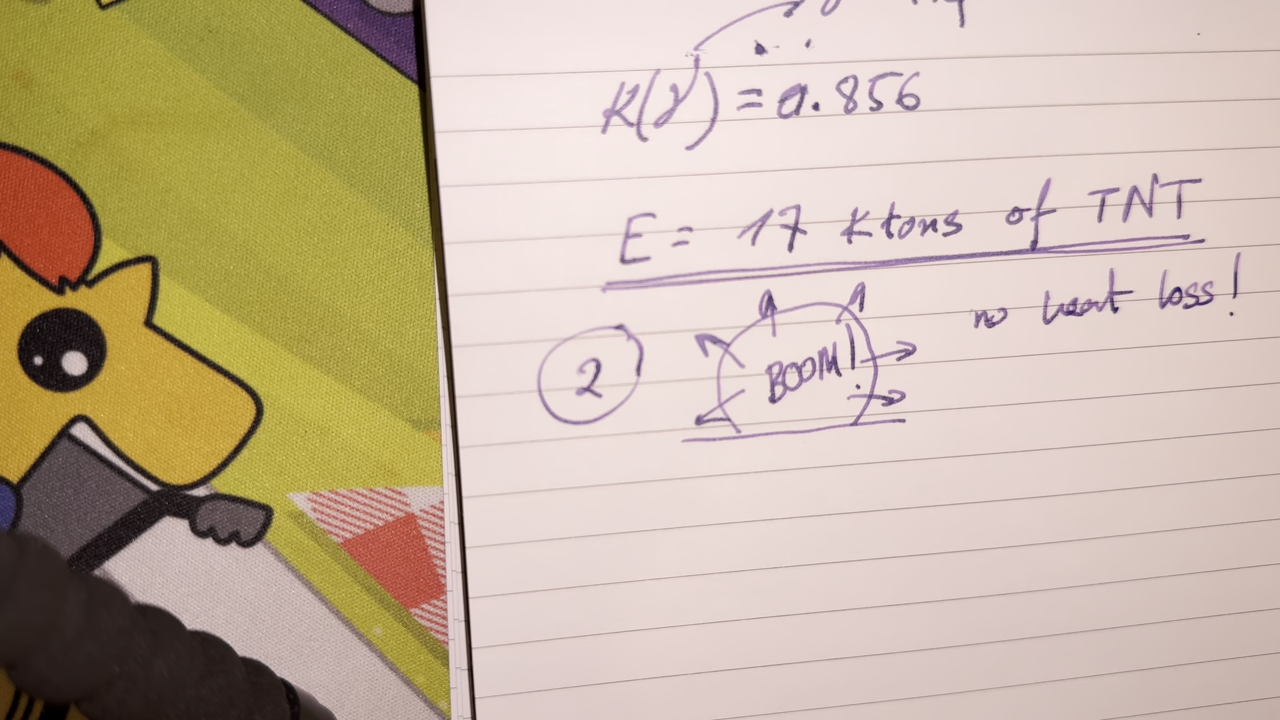 K(γ) = 0.856
E = 17 Ktons of TNT
no heat loss!
2 BOOM!